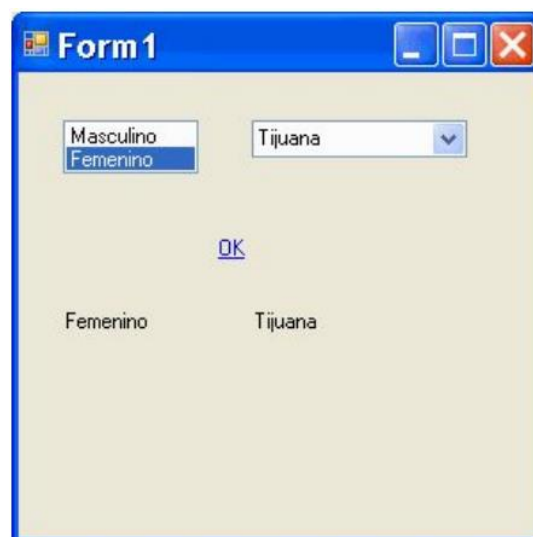 Form1
Masculino
Femenino
Tijuana
OK
Femenino
Tijuana